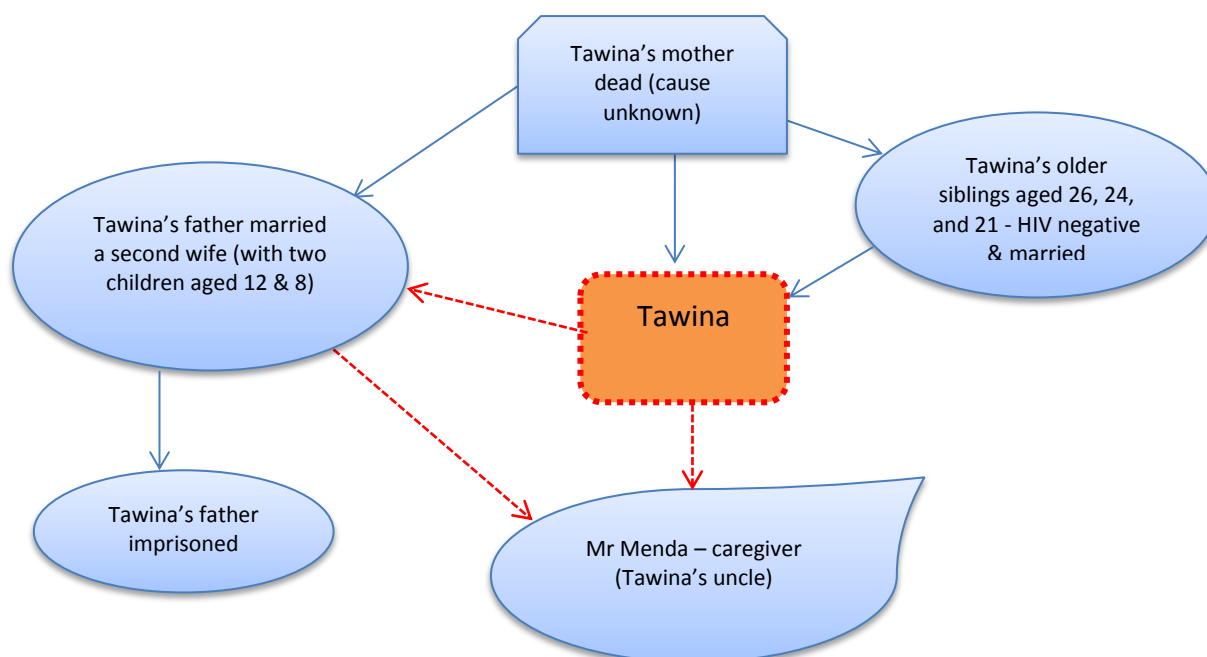 Tawina’s mother
dead (cause
unknown)
Tawina’s older
siblings aged 26, 24,
and 21 - HIV negative
& married
Tawina’s father married
a second wife (with two
children aged 12 & 8)
Tawina
Tawina’s father
imprisoned
Mr Menda – caregiver
(Tawina’s uncle)